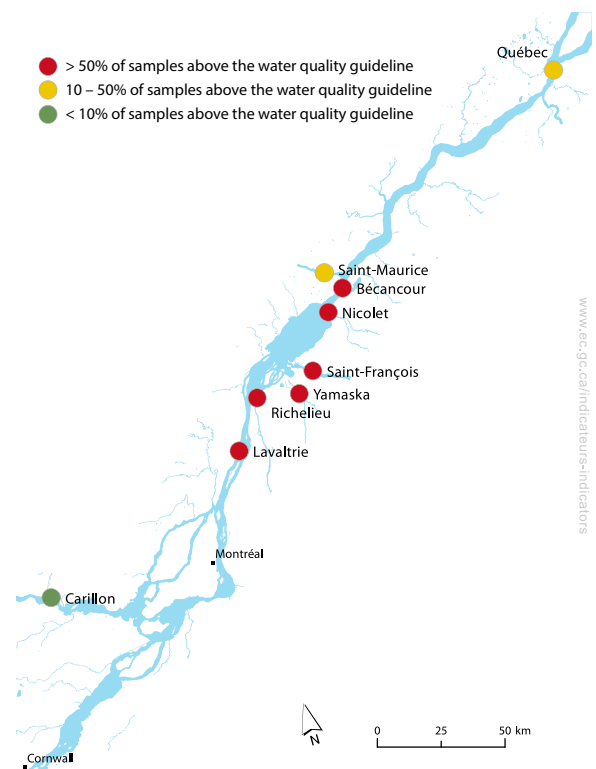 Québec
> 50% of samples above the water quality guideline
10 – 50% of samples above the water quality guideline
< 10% of samples above the water quality guideline
Saint-Maurice
Bécancour
Nicolet
www.ec.gc.ca/indicateurs-indicators
Saint-François
Yamaska
Richelieu
Lavaltrie
Montréal
Carillon
N
0 25 50 km
Cornwall